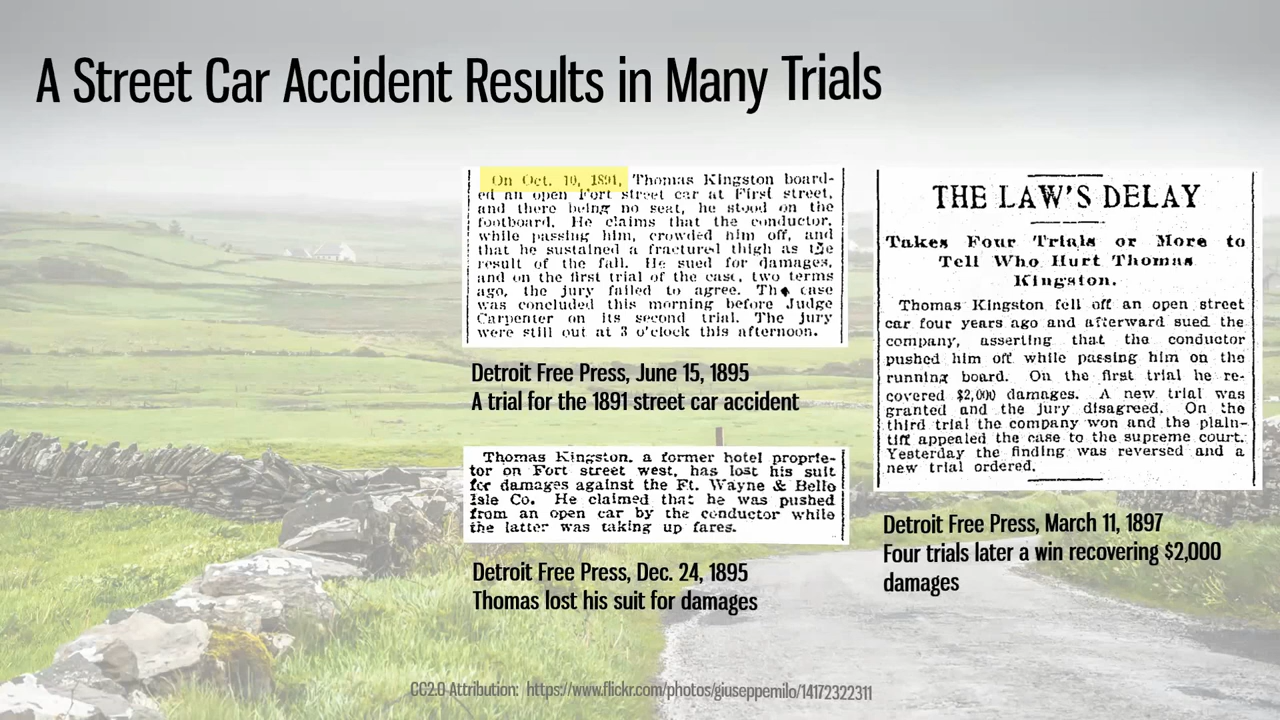 A Street Car Accident Results in Many Trials
On Oct. 10, 1891, Thomas Kingston board-
ed an open Fort street car at First street,
and there being no seat, he stood on the
footboard. He claims that the conductor,
while passing him, crowded him off, and
that he sustained a fractured thigh as the
result of the fall. He sued for damages,
and on the first trial of the case, two terms
ago, the jury failed to agree. The case
was concluded this morning before Judge
Carpenter on its second trial. The jury
were still out at 3 o'clock this afternoon.
Detroit Free Press, June 15, 1895
A trial for the 1891 street car accident
Thomas Kingston, a former hotel proprie-
tor on Fort street west, has lost his suit
for damages against the Ft. Wayne & Belle
Isle Co. He claimed that he was pushed
from an open car by the conductor while
the latter was taking up fares.
Detroit Free Press, Dec. 24, 1895
Thomas lost his suit for damages
THE LAW'S DELAY
Takes Four Trials or More to
Tell Who Hurt Thomas
Kingston.
Thomas Kingston fell off an open street
car four years ago and afterward sued the
company, asserting that the conductor
pushed him off while passing him on the
running board. On the first trial he re-
covered $2,000 damages. A new trial was
granted and the jury disagreed. On the
third trial the company won and the plain-
tiff appealed the case to the supreme court.
Yesterday the finding was reversed and a
new trial ordered.
Detroit Free Press, March 11, 1897
Four trials later a win recovering $2,000
damages
CC2.0 Attribution: https://www.flickr.com/photos/giuseppemilo/14172322311